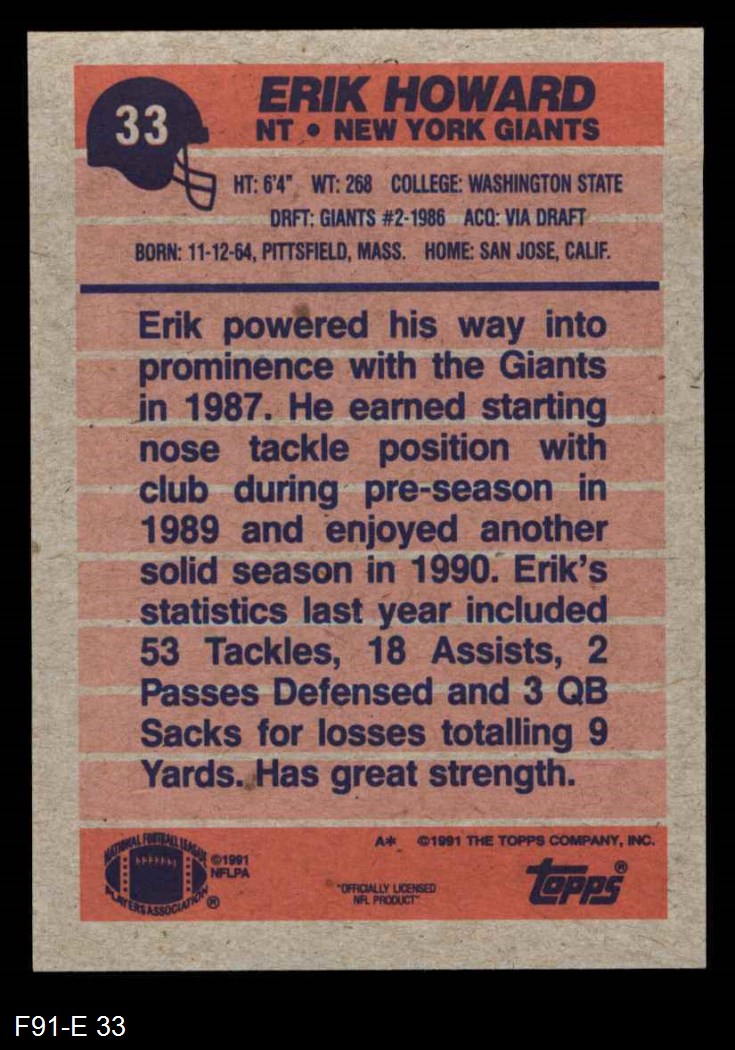 33
ERIK HOWARD
NT • NEW YORK GIANTS
HT: 6'4" WT: 268 COLLEGE: WASHINGTON STATE
DRFT: GIANTS #2-1986 ACQ: VIA DRAFT
BORN: 11-12-64, PITTSFIELD, MASS. HOME: SAN JOSE, CALIF.
Erik powered his way into
prominence with the Giants
in 1987. He earned starting
nose tackle position with
club during pre-season in
1989 and enjoyed another
solid season in 1990. Erik's
statistics last year included
53 Tackles, 18 Assists, 2
Passes Defensed and 3 QB
Sacks for losses totalling 9
Yards. Has great strength.
A* ©1991 THE TOPPS COMPANY, INC.
NATIONAL FOOTBALL LEAGUE
PLAYERS ASSOCIATION ®
©1991
NFLPA
"OFFICIALLY LICENSED
NFL PRODUCT"
topps®
F91-E 33